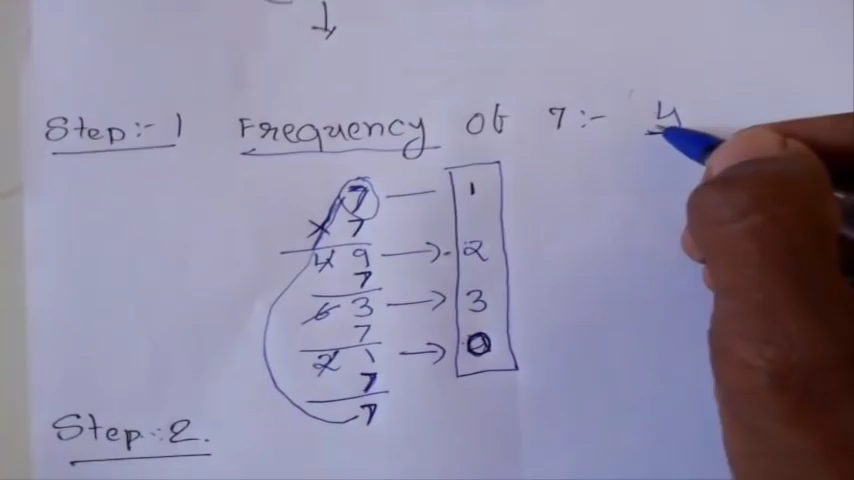 Step:- 1 Frequency of 7:- 4
7 — 1
× 7
49 → 2
7
63 → 3
7
21 → 0
7
7
Step:-2.